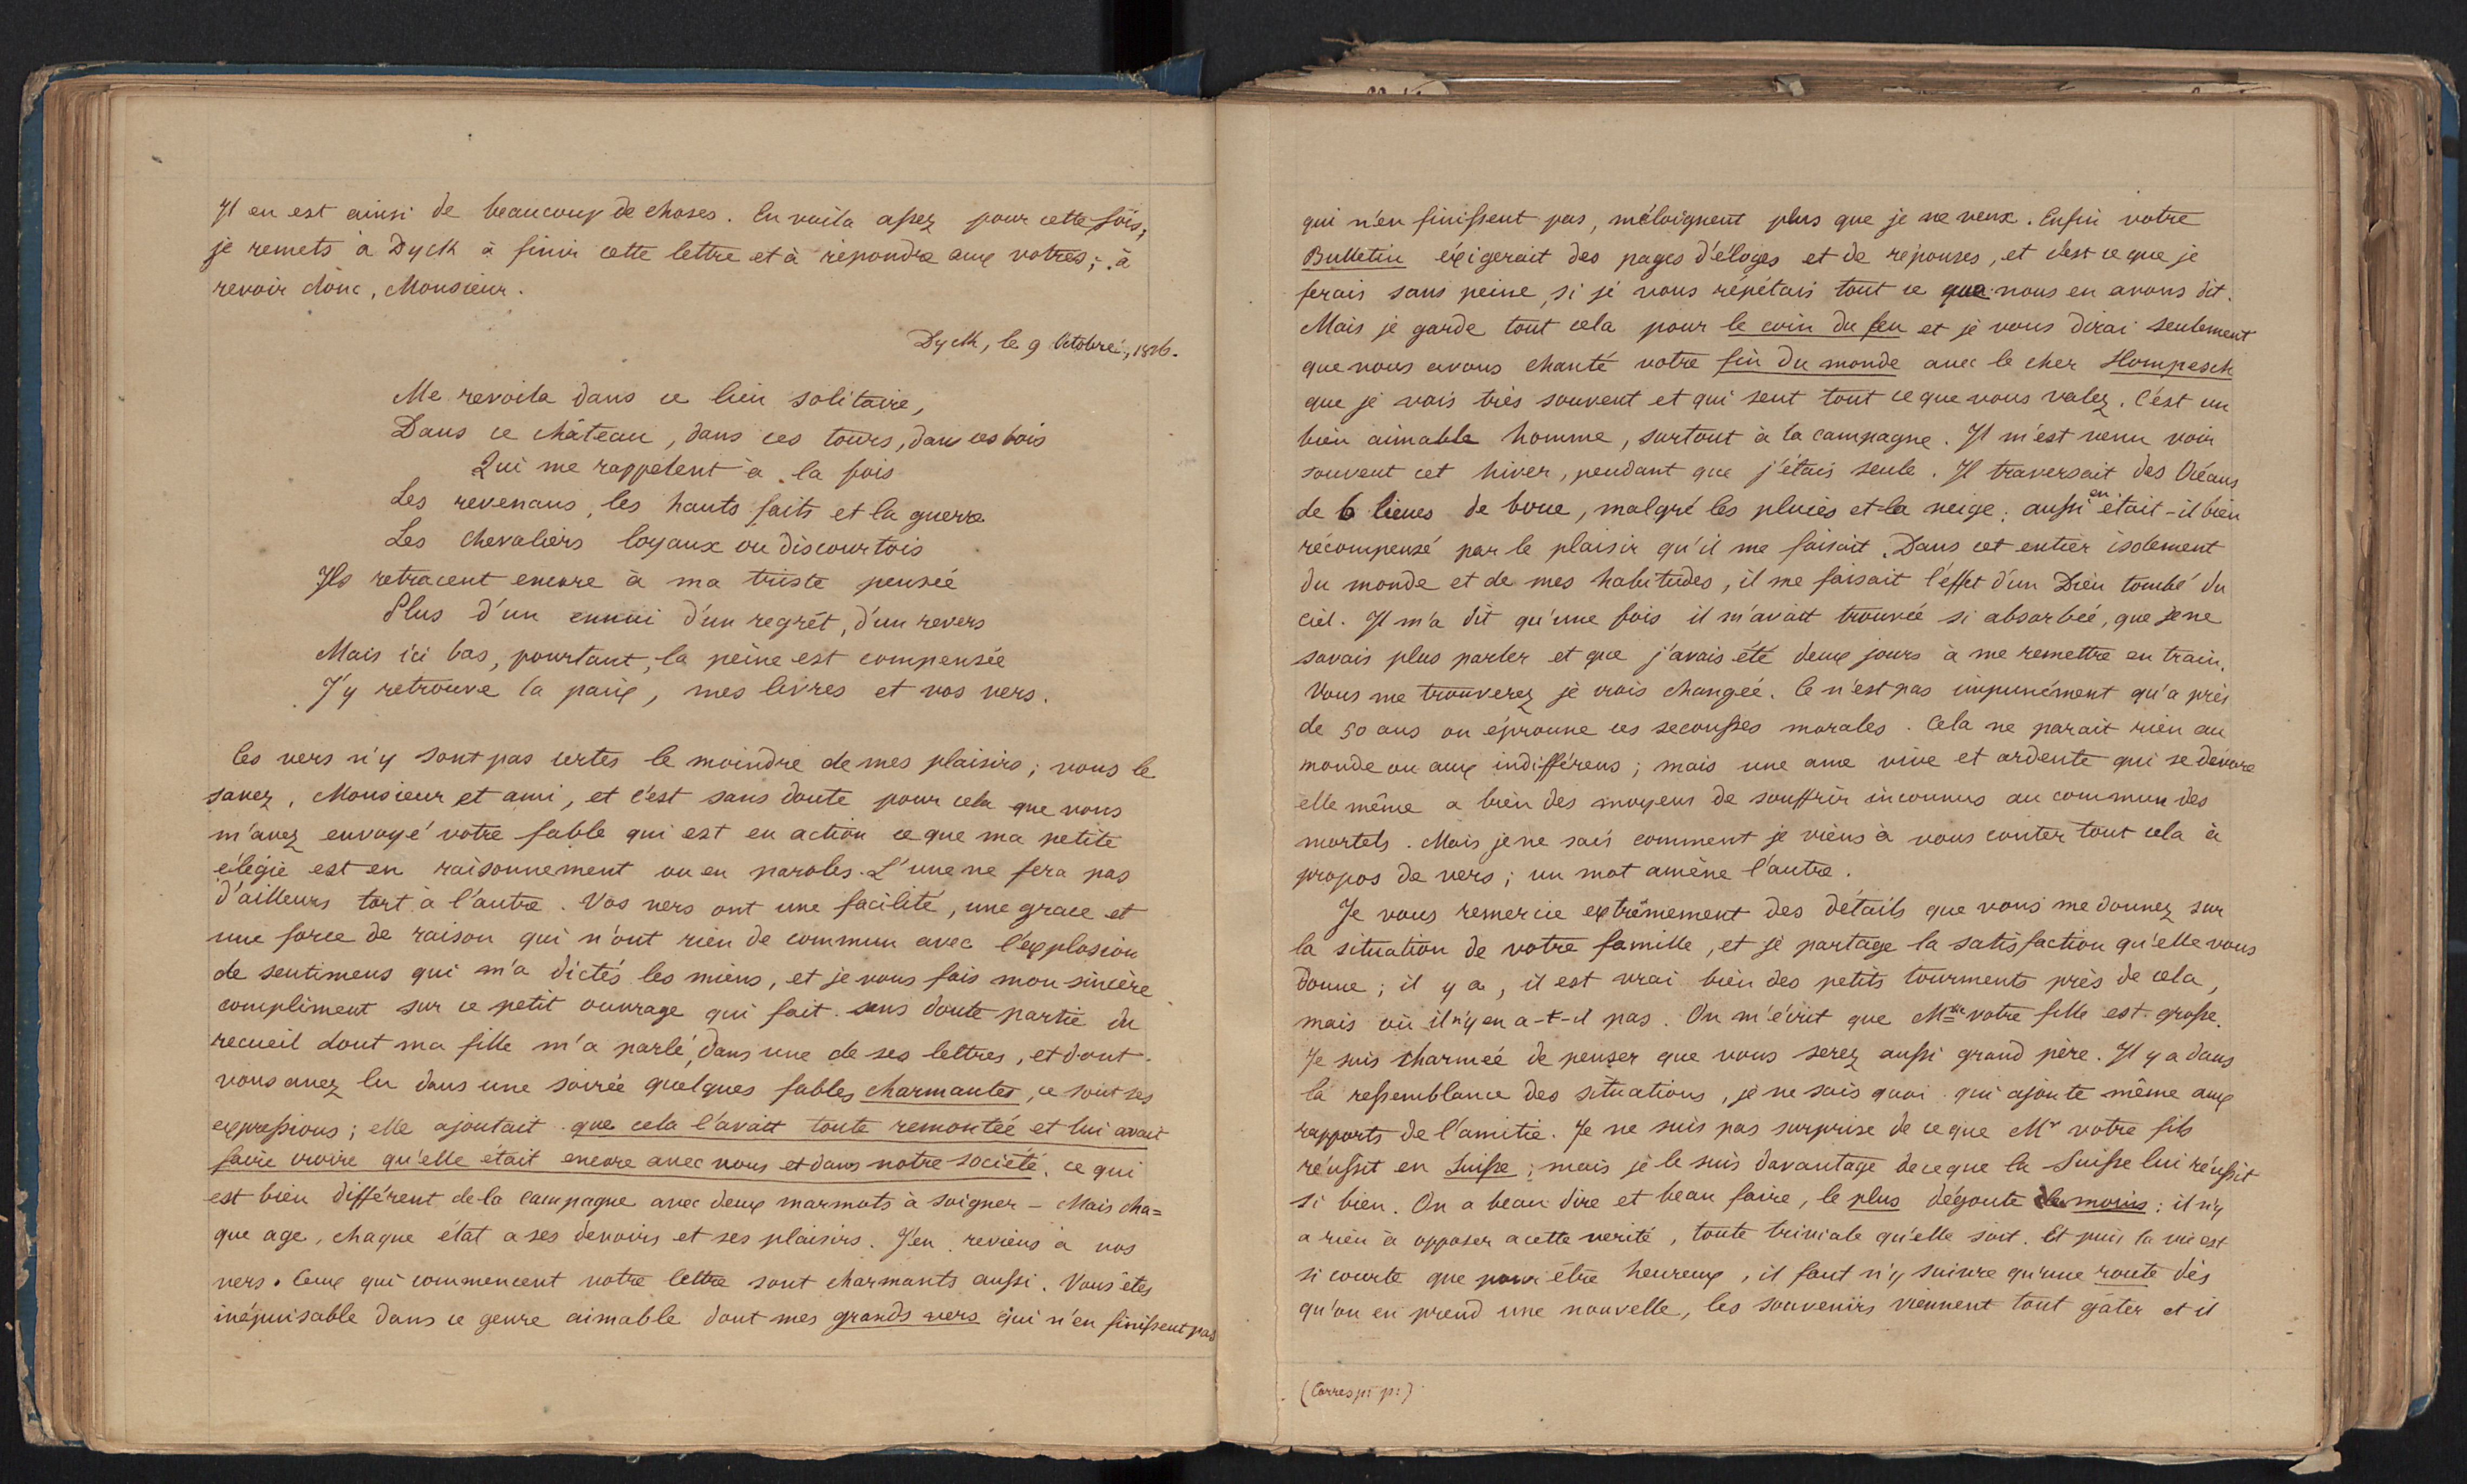 Il en est ainsi de beaucoup de choses. En voila assez pour cette fois,
je remets à Dyck à finir cette lettre et à répondre aux votres; à
revoir donc, Monsieur.
Dyck, le 9 Octobre, 1816.
Me revoila dans ce lieu solitaire,
Dans ce château, dans ces tours, dans ces bois
Qui me rappelent à la fois
Les revenans, les hauts faits et la guerre
Les chevaliers loyaux ou discourtois
Ils retracent encore à ma triste pensée
Plus d'un ennui d'un regrét, d'un revers
Mais ici bas, pourtant, la peine est compensée
J'y retrouve la paix, mes livres et vos vers.
Ces vers n'y sont pas certes le moindre de mes plaisirs; vous le
savez, Monsieur et ami, et c'est sans doute pour cela que vous
m'avez envoyé votre fable qui est en action ce que ma petite
élégie est en raisonnement ou en paroles. L'une ne fera pas
d'ailleurs tort à l'autre. Vos vers ont une facilité, une grace et
une force de raison qui n'ont rien de commun avec l'explosion
de sentimens qui m'a dictés les miens, et je vous fais mon sincère
compliment sur ce petit ouvrage qui fait sans doute partie du
recueil dont ma fille m'a parlé, dans une de ses lettres, et dont
vous avez lu dans une soirée quelques fables charmantes, ce sont ses
expressions; elle ajoutait que cela l'avait toute remontée et lui avait
faire croire qu'elle était encore avec nous et dans notre société, ce qui
est bien différent de la campagne avec deux marmots à soigner – Mais cha=
que age, chaque état a ses devoirs et ses plaisirs. J'en reviens à vos
vers. Ceux qui commencent votre lettre sont charmants aussi. Vous êtes
inépuisable dans ce genre aimable dont mes grands vers qui n'en finissent pas
qui n'en finissent pas, m'éloignent plus que je ne veux. Enfin votre
Bulletin éxigerait des pages d'éloges et de réponses, et c'est ce que je
ferais sans peine, si je vous répétais tout ce que nous en avons dit.
Mais je garde tout cela pour le coin du feu et je vous dirai seulement
que nous avons chanté votre fin du monde avec le cher Hompesch
que je vois très souvent et qui sent tout ce que vous valez. C'est un
bien aimable homme, surtout à la campagne. Il m'est venu voir
souvent cet hiver, pendant que j'étais seule. Il traversait des Océans
de 6 lieues de boue, malgré les pluies et la neige; aussi en était-il bien
récompensé par le plaisir qu'il me faisait. Dans cet entier isolement
du monde et de mes habitudes, il me faisait l'effet d'un Dieu tombé du
ciel. Il m'a dit qu'une fois il m'avait trouvée si absorbée, que je ne
savais plus parler et que j'avais été deux jours à me remettre en train.
Vous me trouverez je crois changée. Ce n'est pas impunément qu'a près
de 50 ans on éprouve ces secousses morales. Cela ne parait rien au
monde ou aux indifférens; mais une ame vive et ardente qui se dévore
elle même a bien des moyens de souffrir inconnus au commun des
mortels. Mais je ne sais comment je viens à vous conter tout cela à
propos de vers; un mot amène l'autre.
Je vous remercie extrêmement des détails que vous me donnez sur
la situation de votre famille, et je partage la satisfaction qu'elle vous
donne; il y a, il est vrai bien des petits tourments près de cela,
mais où il n'y en a-t-il pas. On m'écrit que Mme votre fille est grosse.
Je suis charmée de penser que vous serez aussi grand père. Il y a dans
la ressemblance des situations, je ne sais quoi qui ajoute même aux
rapports de l'amitie. Je ne suis pas surprise de ce que Mr votre fils
réussit en Suisse; mais je le suis davantage de ce que la Suisse lui réussit
si bien. On a beau dire et beau faire, le plus dégoute du moins: il n'y
a rien à opposer a cette verité, toute triviale qu'elle soit. Et puis la vie est
si courte que pour être heureux, il faut n'y suivre qu'une route dès
qu'on en prend une nouvelle, les souvenirs viennent tout gâter et il
(Corresp: p:)